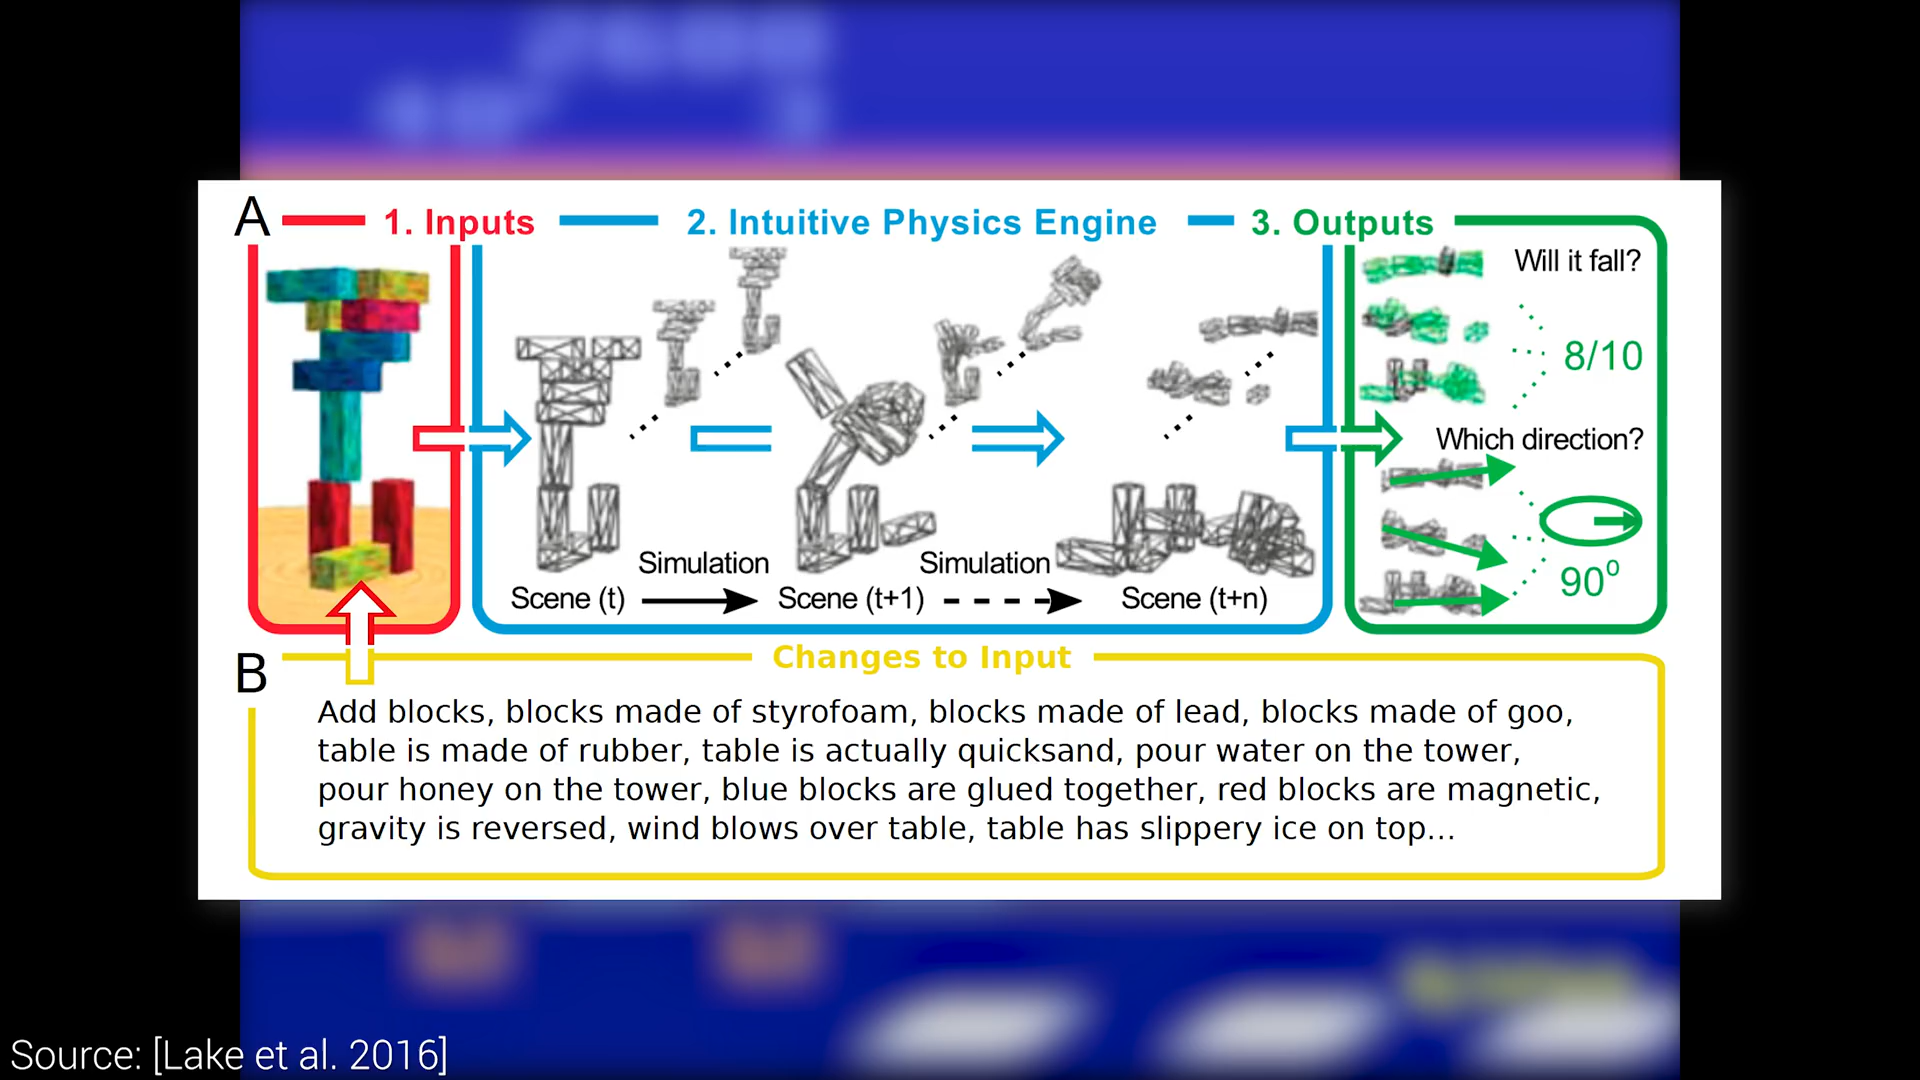 A
1. Inputs
2. Intuitive Physics Engine
3. Outputs
Will it fall?
8/10
Which direction?
90⁰
Simulation
Simulation
Scene (t)
Scene (t+1)
Scene (t+n)
B
Changes to Input
Add blocks, blocks made of styrofoam, blocks made of lead, blocks made of goo,
table is made of rubber, table is actually quicksand, pour water on the tower,
pour honey on the tower, blue blocks are glued together, red blocks are magnetic,
gravity is reversed, wind blows over table, table has slippery ice on top...
Source: [Lake et al. 2016]